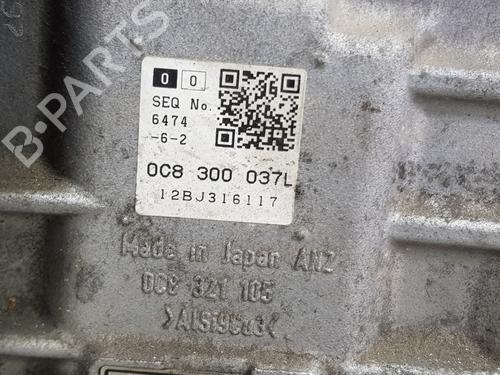 B-PARTS
0 0
SEQ No.
6474
-6-2
0C8 300 037L
12BJ316117
Made in Japan ANZ
0C8 321 105
>AlSi9Cu3<